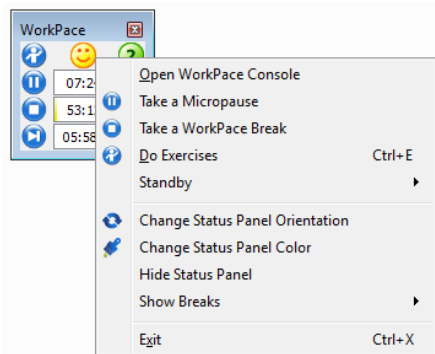 WorkPace
?
07:2
53:1
05:58
Open WorkPace Console
Take a Micropause
Take a WorkPace Break
Do Exercises Ctrl+E
Standby
Change Status Panel Orientation
Change Status Panel Color
Hide Status Panel
Show Breaks
Exit Ctrl+X